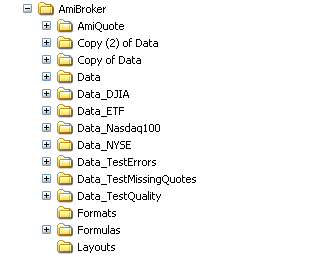 AmiBroker
AmiQuote
Copy (2) of Data
Copy of Data
Data
Data_DJIA
Data_ETF
Data_Nasdaq100
Data_NYSE
Data_TestErrors
Data_TestMissingQuotes
Data_TestQuality
Formats
Formulas
Layouts